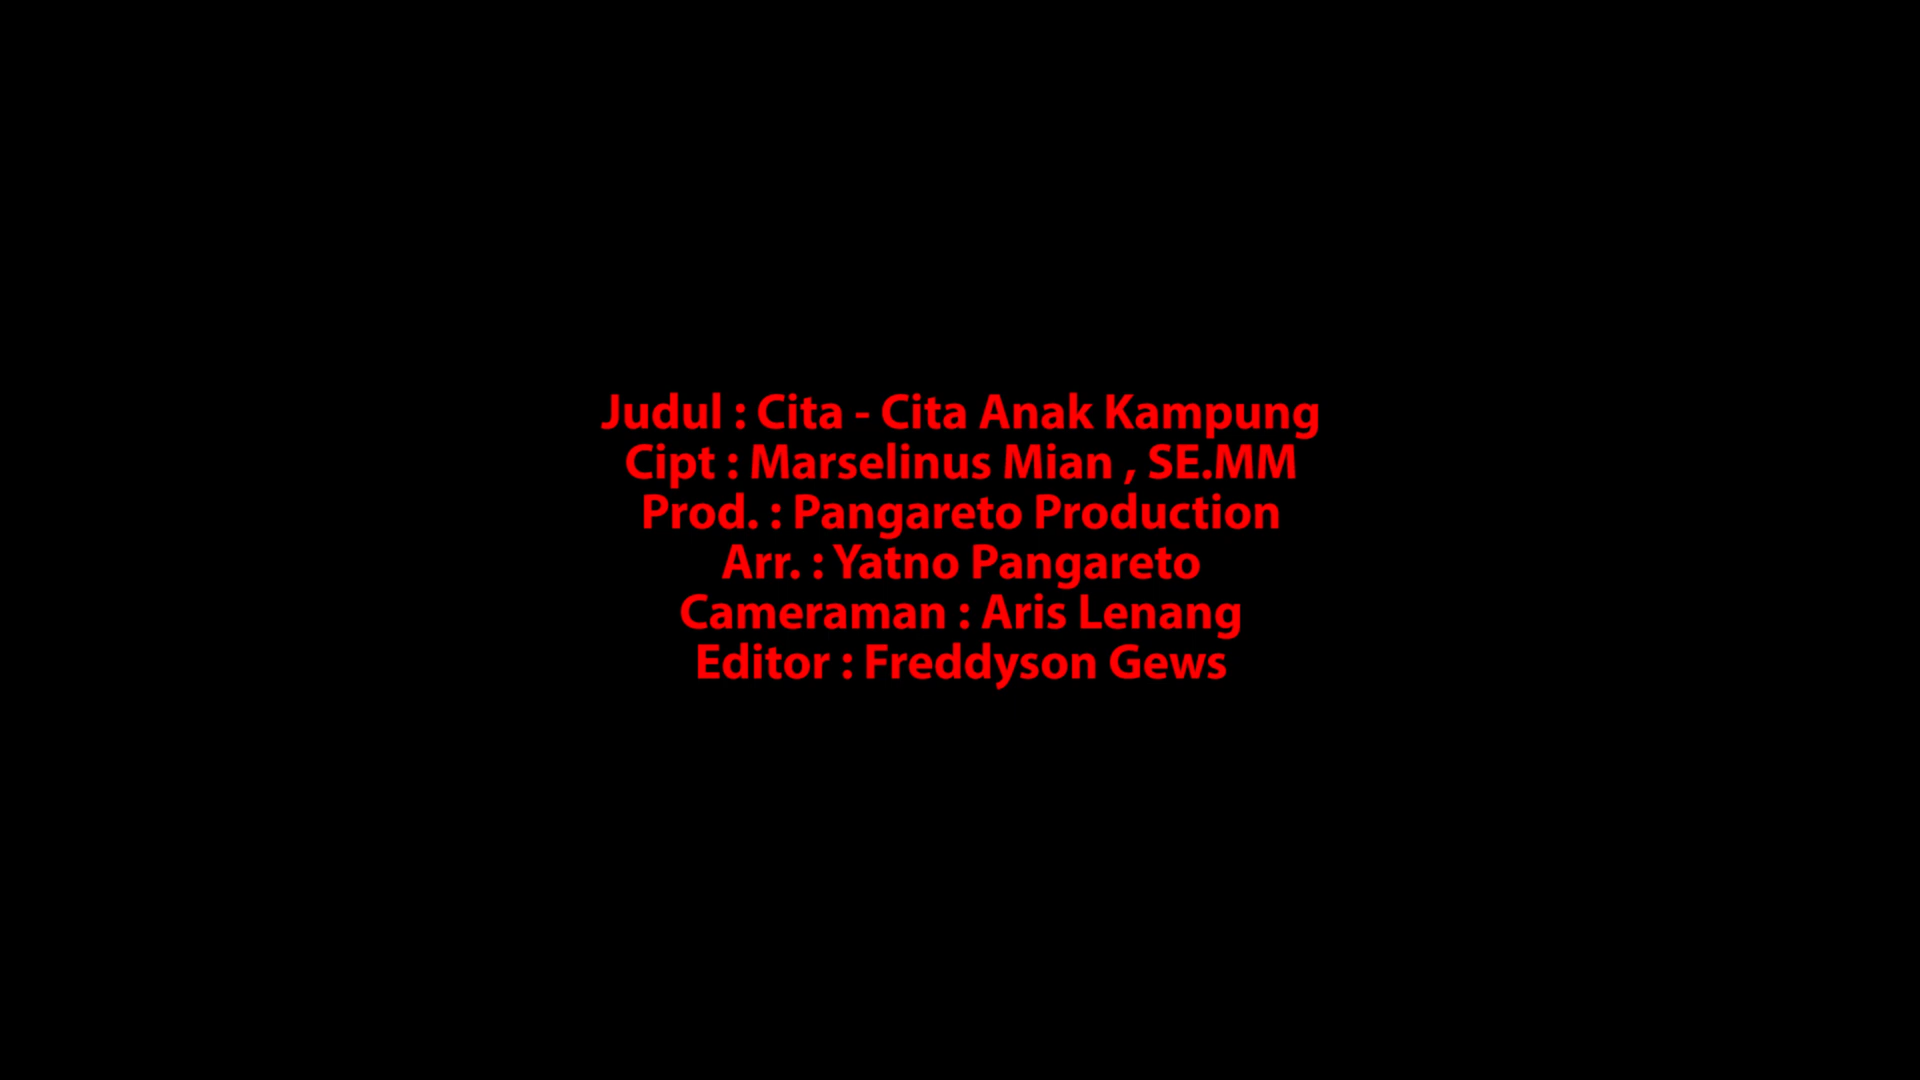 Judul : Cita - Cita Anak Kampung
Cipt : Marselinus Mian , SE.MM
Prod. : Pangareto Production
Arr. : Yatno Pangareto
Cameraman : Aris Lenang
Editor : Freddyson Gews